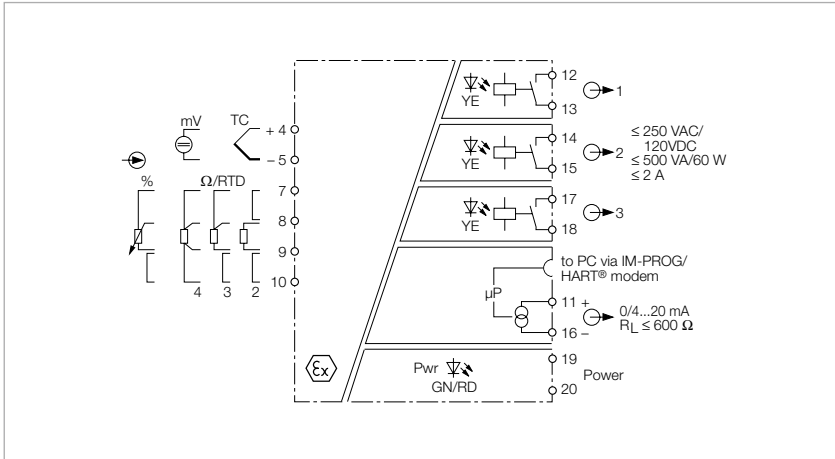 mV
TC
+ 4
– 5
%
Ω/RTD
7
8
9
10
4
3
2
Ex
YE
12
13
1
YE
14
15
2
≤ 250 VAC/
120VDC
≤ 500 VA/60 W
≤ 2 A
YE
17
18
3
to PC via IM-PROG/
HART® modem
µP
11 +
16 –
0/4...20 mA
RL ≤ 600 Ω
Pwr
GN/RD
19
20
Power